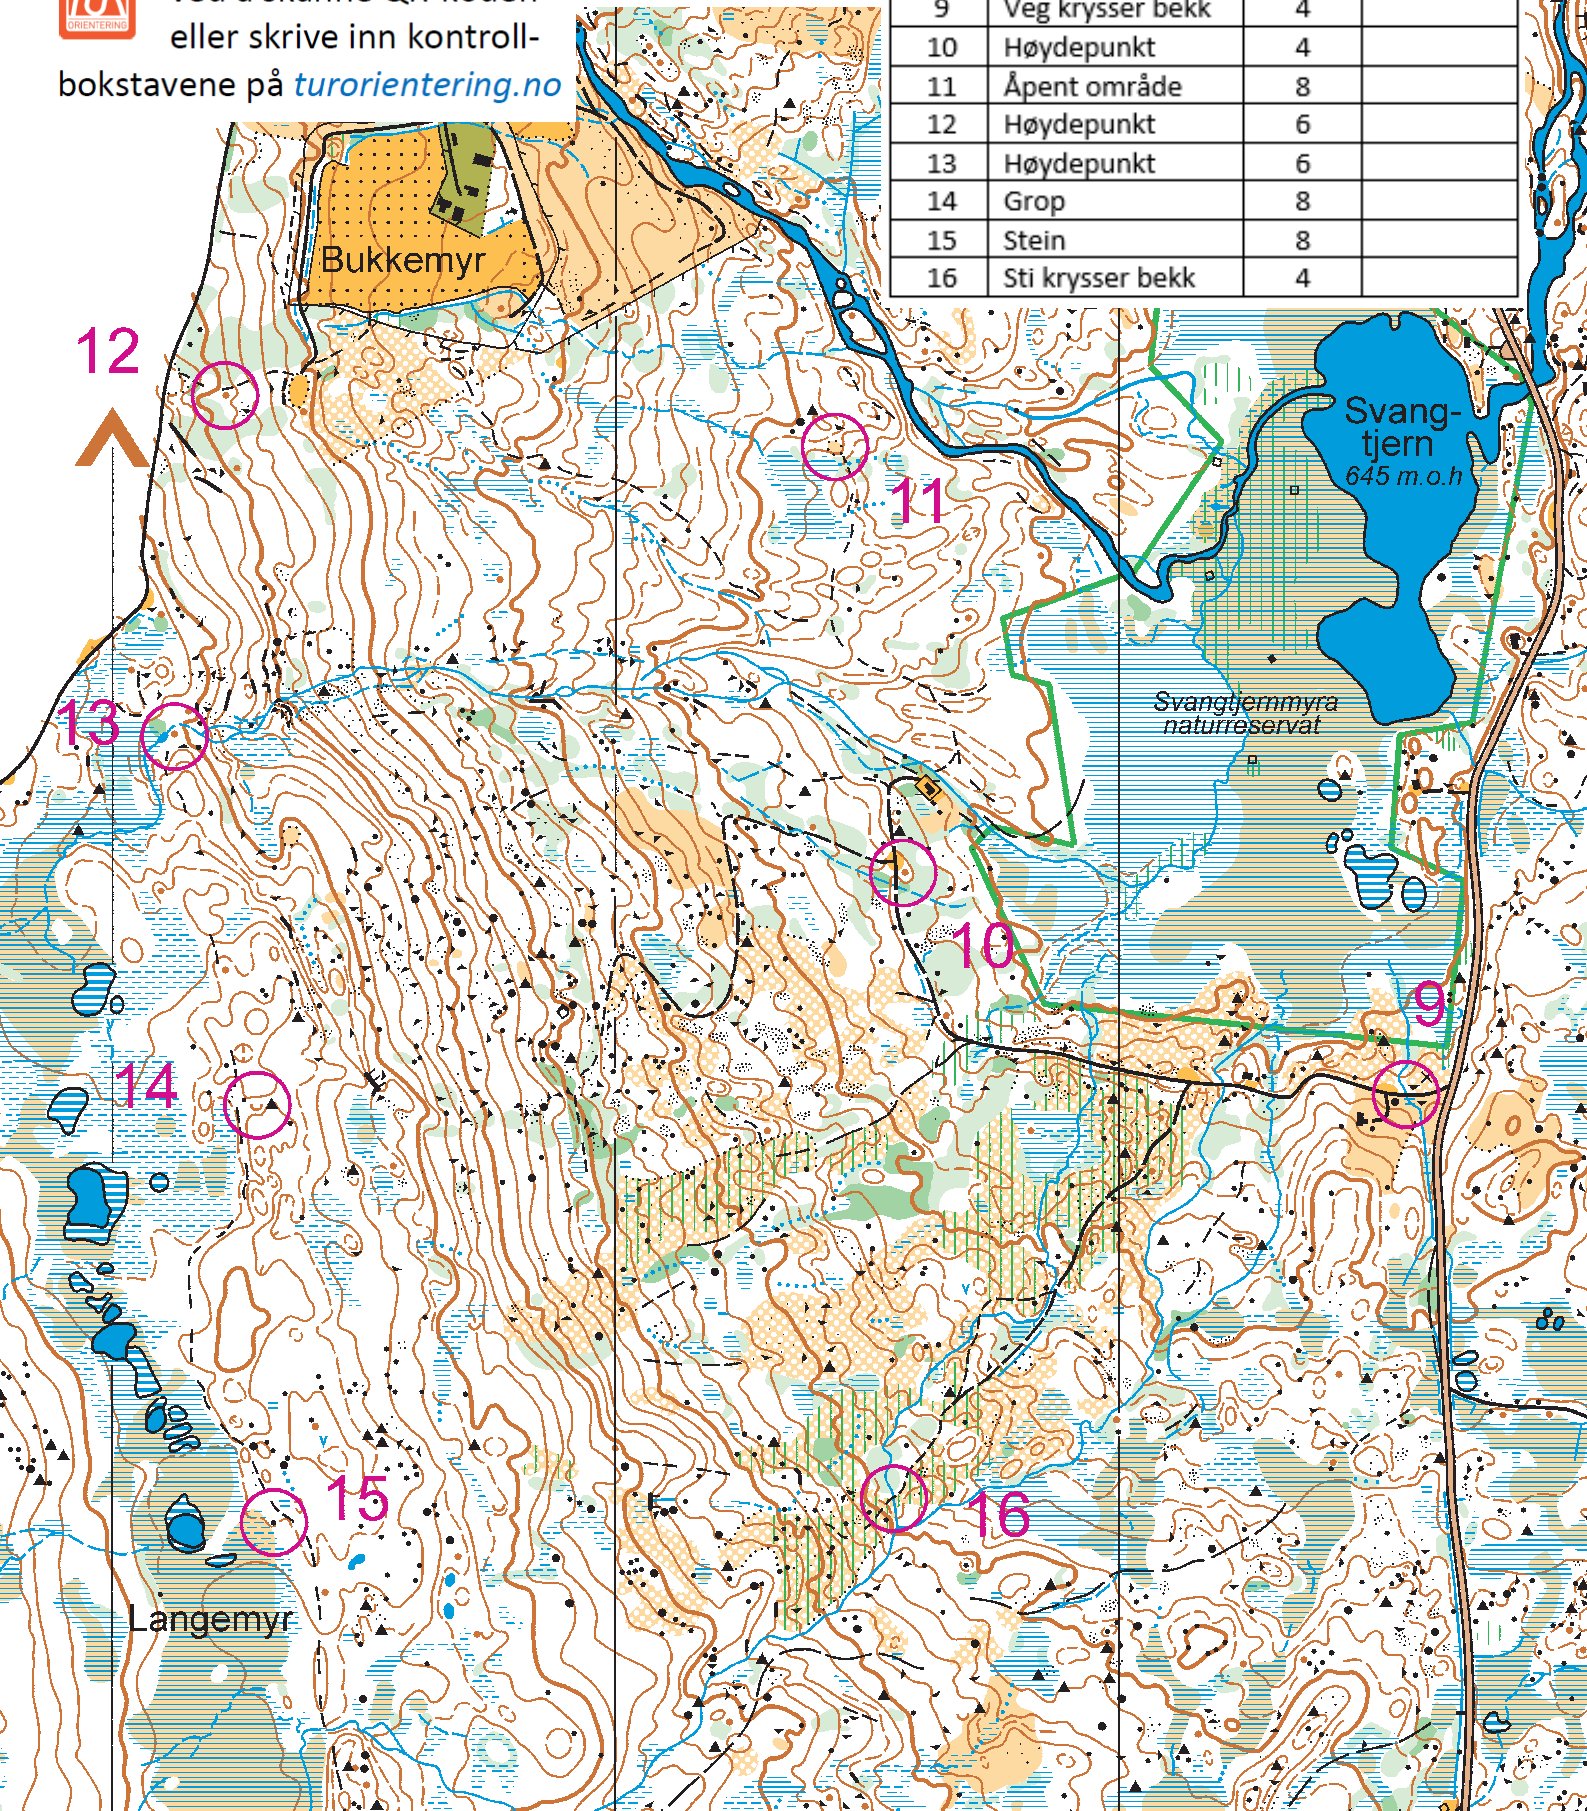 ORIENTERING
eller skrive inn kontroll-
bokstavene på turorientering.no
9 Veg krysser bekk 4
10 Høydepunkt 4
11 Åpent område 8
12 Høydepunkt 6
13 Høydepunkt 6
14 Grop 8
15 Stein 8
16 Sti krysser bekk 4
Bukkemyr
12
Svang-
tjern
645 m.o.h
11
13
Svangtjernmyra
naturreservat
10
9
14
15
16
Langemyr